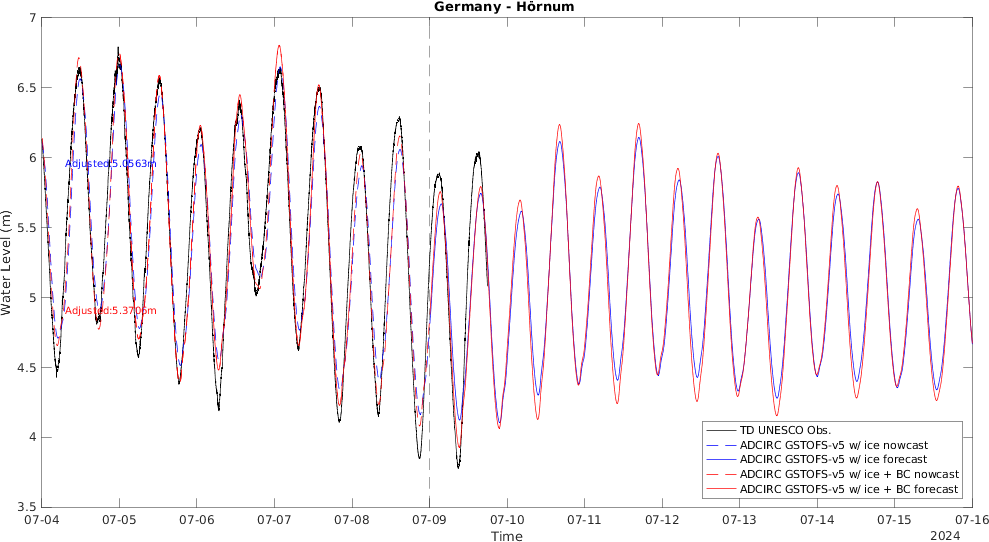 Germany - Hörnum
7
6.5
6
5.5
5
4.5
4
3.5
Water Level (m)
Adjusted:5.0563m
Adjusted:5.3706m
TD UNESCO Obs.
ADCIRC GSTOFS-v5 w/ ice nowcast
ADCIRC GSTOFS-v5 w/ ice forecast
ADCIRC GSTOFS-v5 w/ ice + BC nowcast
ADCIRC GSTOFS-v5 w/ ice + BC forecast
07-04 07-05 07-06 07-07 07-08 07-09 07-10 07-11 07-12 07-13 07-14 07-15 07-16
Time
2024